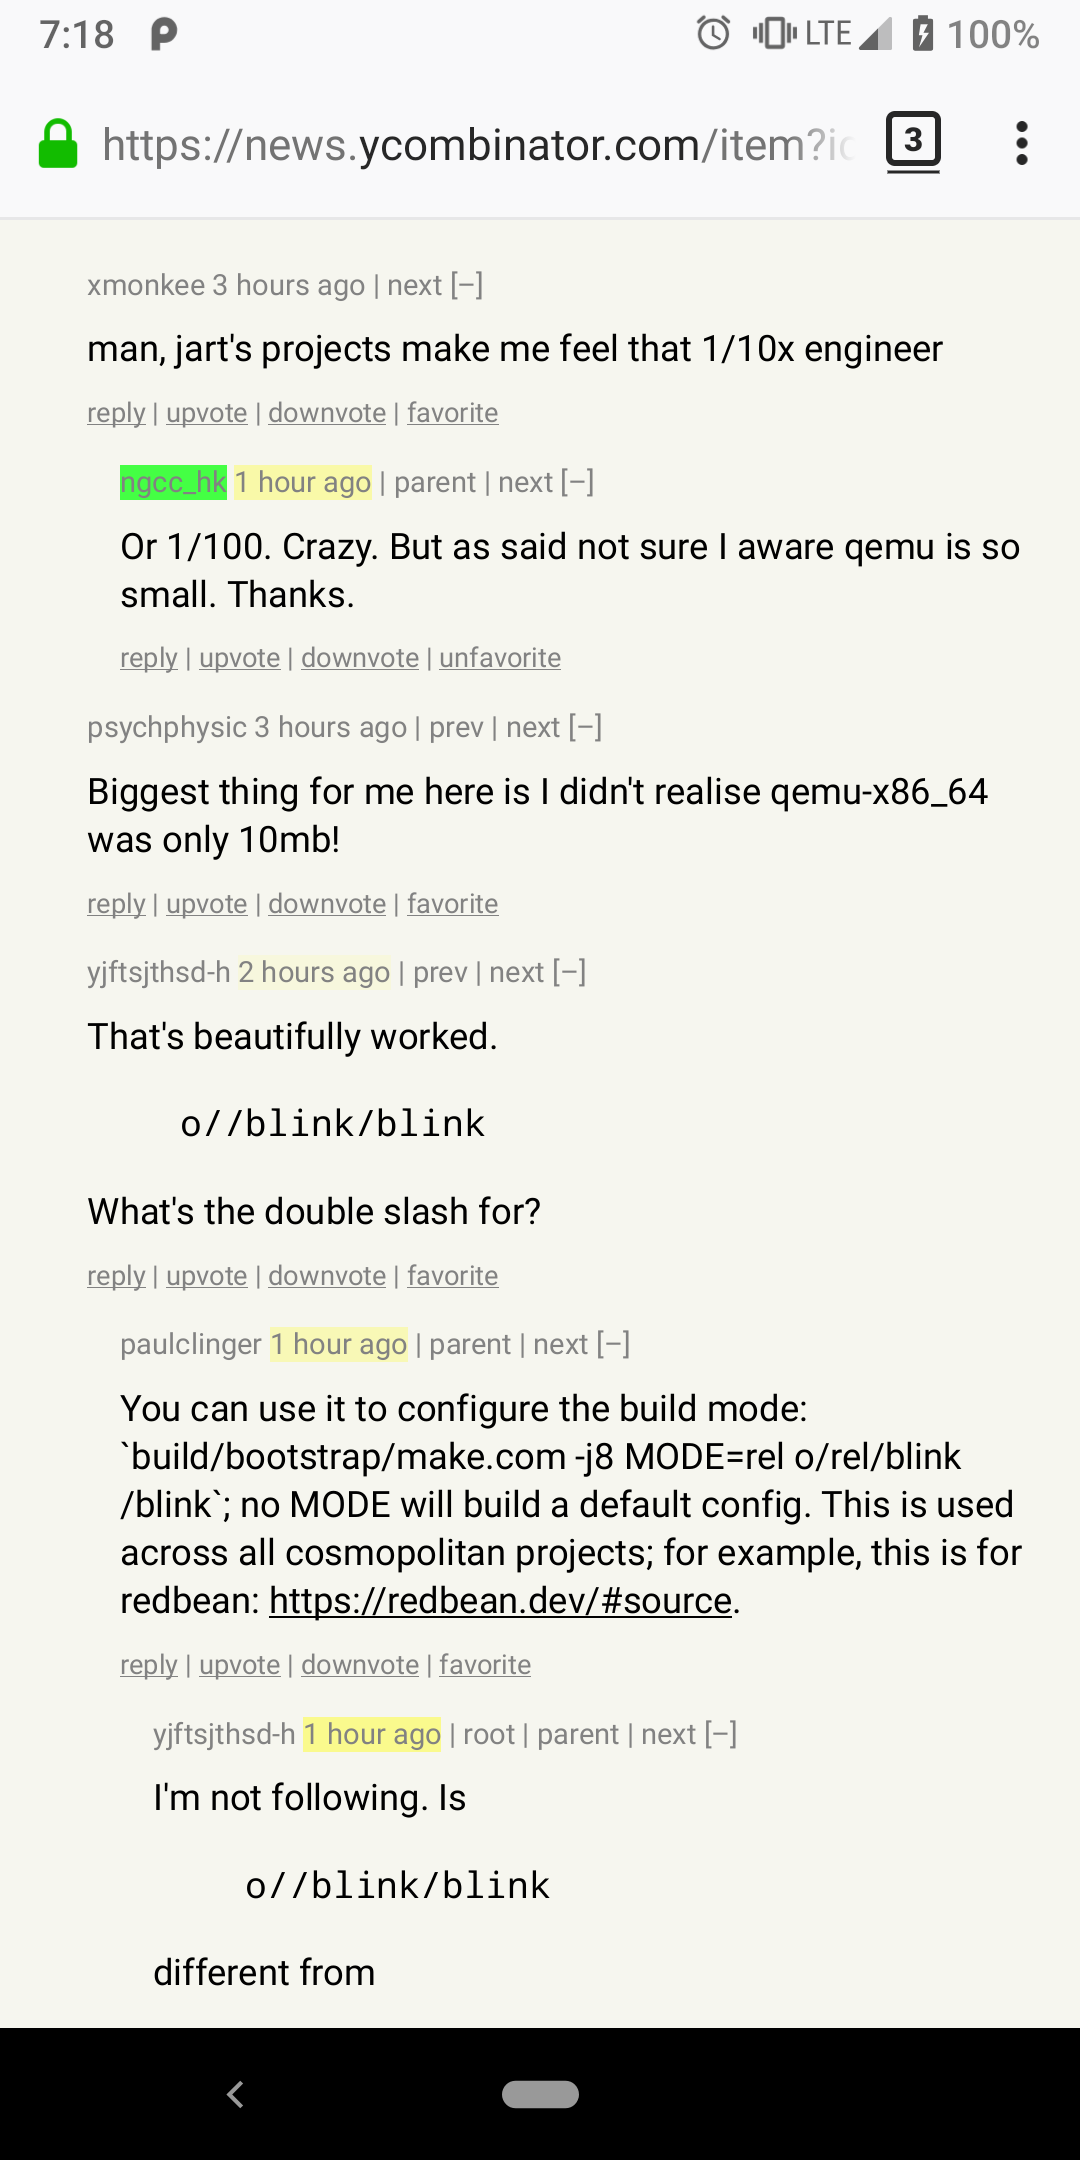 7:18 LTE 100%
https://news.ycombinator.com/item?id 3
xmonkee 3 hours ago | next [–]
man, jart's projects make me feel that 1/10x engineer
reply | upvote | downvote | favorite
ngcc_hk 1 hour ago | parent | next [–]
Or 1/100. Crazy. But as said not sure I aware qemu is so
small. Thanks.
reply | upvote | downvote | unfavorite
psychphysic 3 hours ago | prev | next [–]
Biggest thing for me here is I didn't realise qemu-x86_64
was only 10mb!
reply | upvote | downvote | favorite
yjftsjthsd-h 2 hours ago | prev | next [–]
That's beautifully worked.
o//blink/blink
What's the double slash for?
reply | upvote | downvote | favorite
paulclinger 1 hour ago | parent | next [–]
You can use it to configure the build mode:
`build/bootstrap/make.com -j8 MODE=rel o/rel/blink
/blink`; no MODE will build a default config. This is used
across all cosmopolitan projects; for example, this is for
redbean: https://redbean.dev/#source.
reply | upvote | downvote | favorite
yjftsjthsd-h 1 hour ago | root | parent | next [–]
I'm not following. Is
o//blink/blink
different from